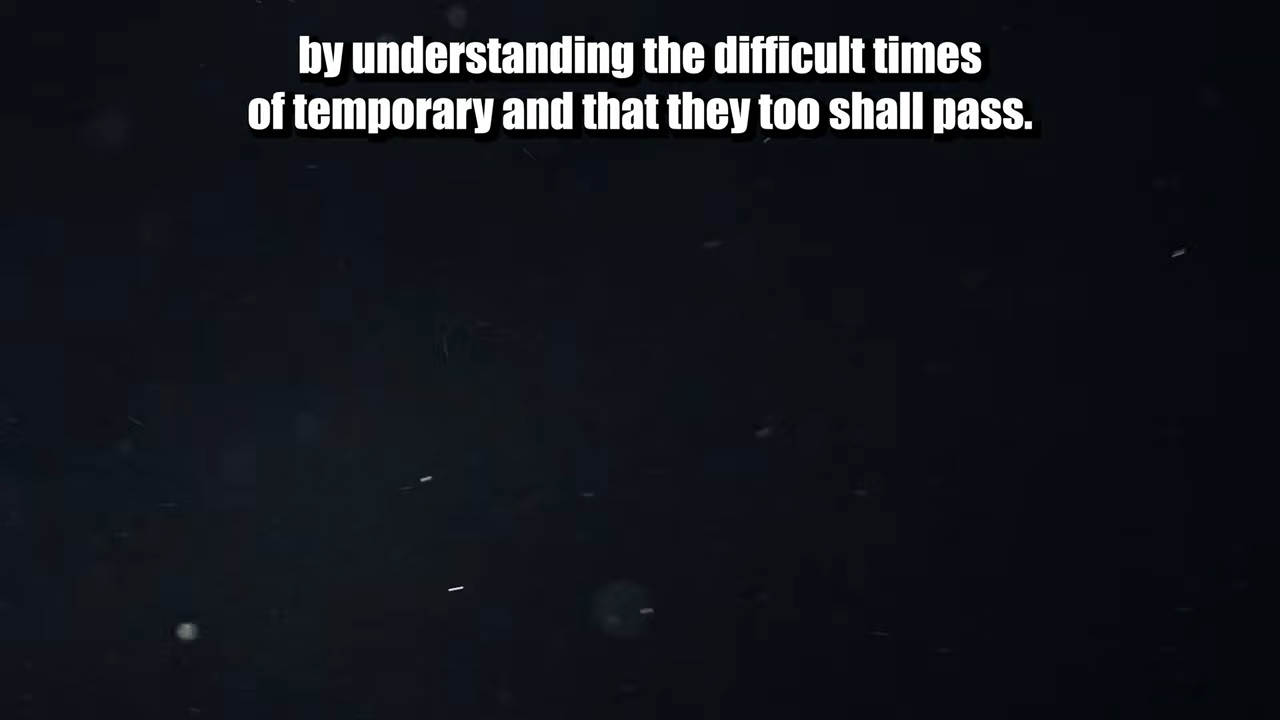 by understanding the difficult times
of temporary and that they too shall pass.